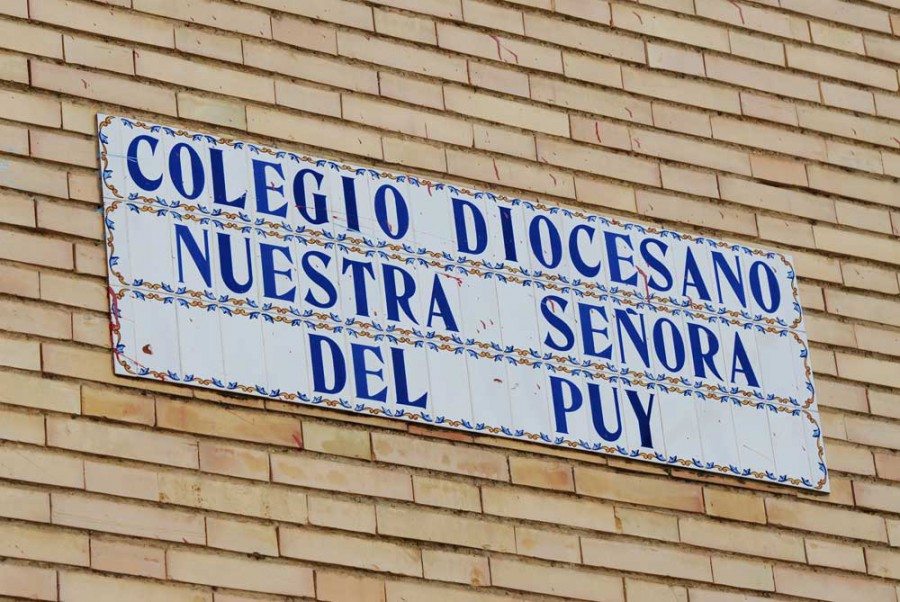 COLEGIO DIOCESANO
NUESTRA SEÑORA
DEL PUY